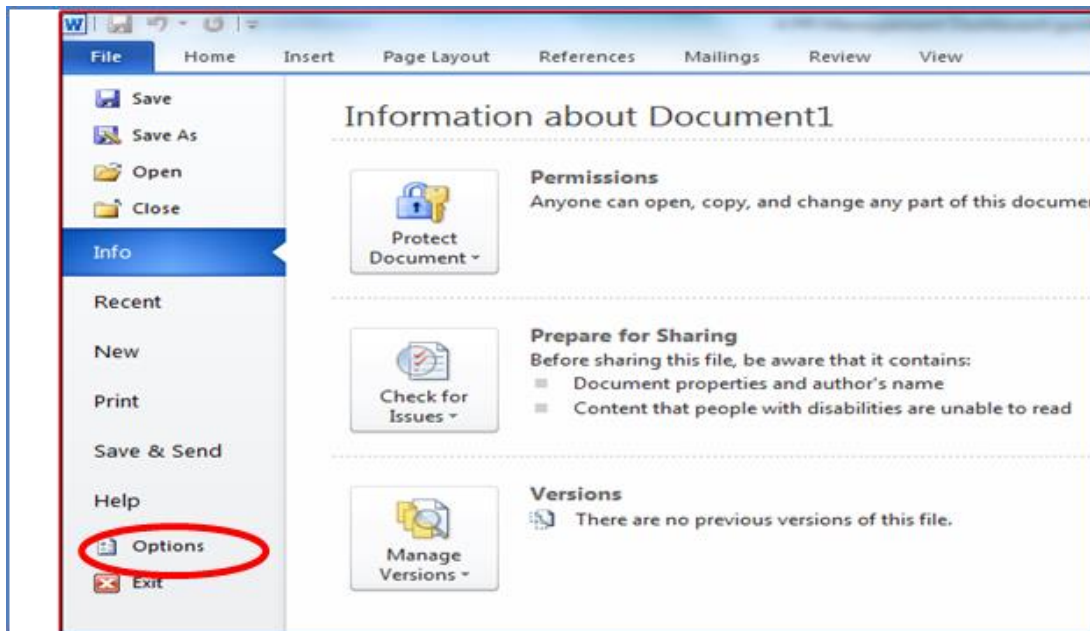 W
File Home Insert Page Layout References Mailings Review View
Save
Save As
Open
Close
Info
Recent
New
Print
Save & Send
Help
Options
Exit
Information about Document1
Protect
Document
Permissions
Anyone can open, copy, and change any part of this docume
Check for
Issues
Prepare for Sharing
Before sharing this file, be aware that it contains:
Document properties and author's name
Content that people with disabilities are unable to read
Manage
Versions
Versions
There are no previous versions of this file.